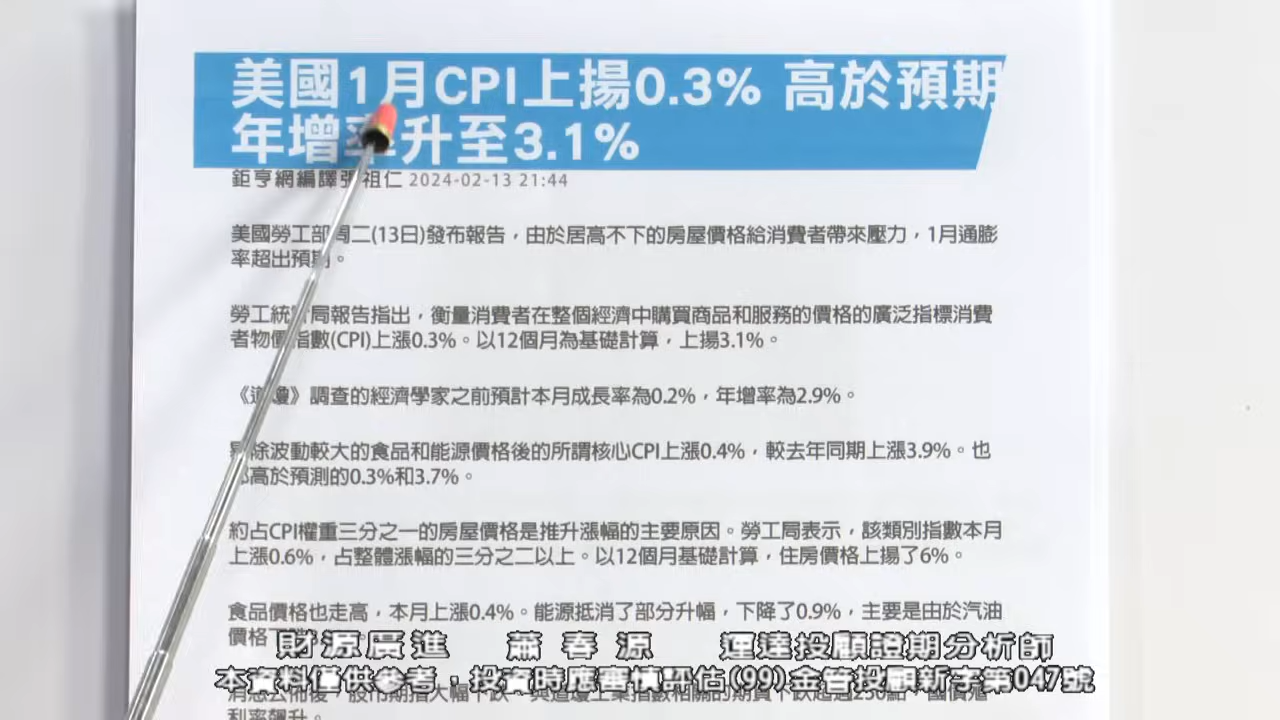 美國1月CPI上揚0.3% 高於預期
年增率升至3.1%
鉅亨網編譯張祖仁 2024-02-13 21:44
美國勞工部周二(13日)發布報告，由於居高不下的房屋價格給消費者帶來壓力，1月通膨
率超出預期。
勞工統計局報告指出，衡量消費者在整個經濟中購買商品和服務的價格的廣泛指標消費
者物價指數(CPI)上漲0.3%。以12個月為基礎計算，上揚3.1%。
《道瓊》調查的經濟學家之前預計本月成長率為0.2%，年增率為2.9%。
剔除波動較大的食品和能源價格後的所謂核心CPI上漲0.4%，較去年同期上漲3.9%。也
都高於預測的0.3%和3.7%。
約占CPI權重三分之一的房屋價格是推升漲幅的主要原因。勞工局表示，該類別指數本月
上漲0.6%，占整體漲幅的三分之二以上。以12個月基礎計算，住房價格上揚了6%。
食品價格也走高，本月上漲0.4%。能源抵消了部分升幅，下降了0.9%，主要是由於汽油
價格
財源廣進 蕭春源 運達投顧證期分析師
本資料僅供參考，投資時應審慎評估(99)金管投顧新字第047號
利率飆升。